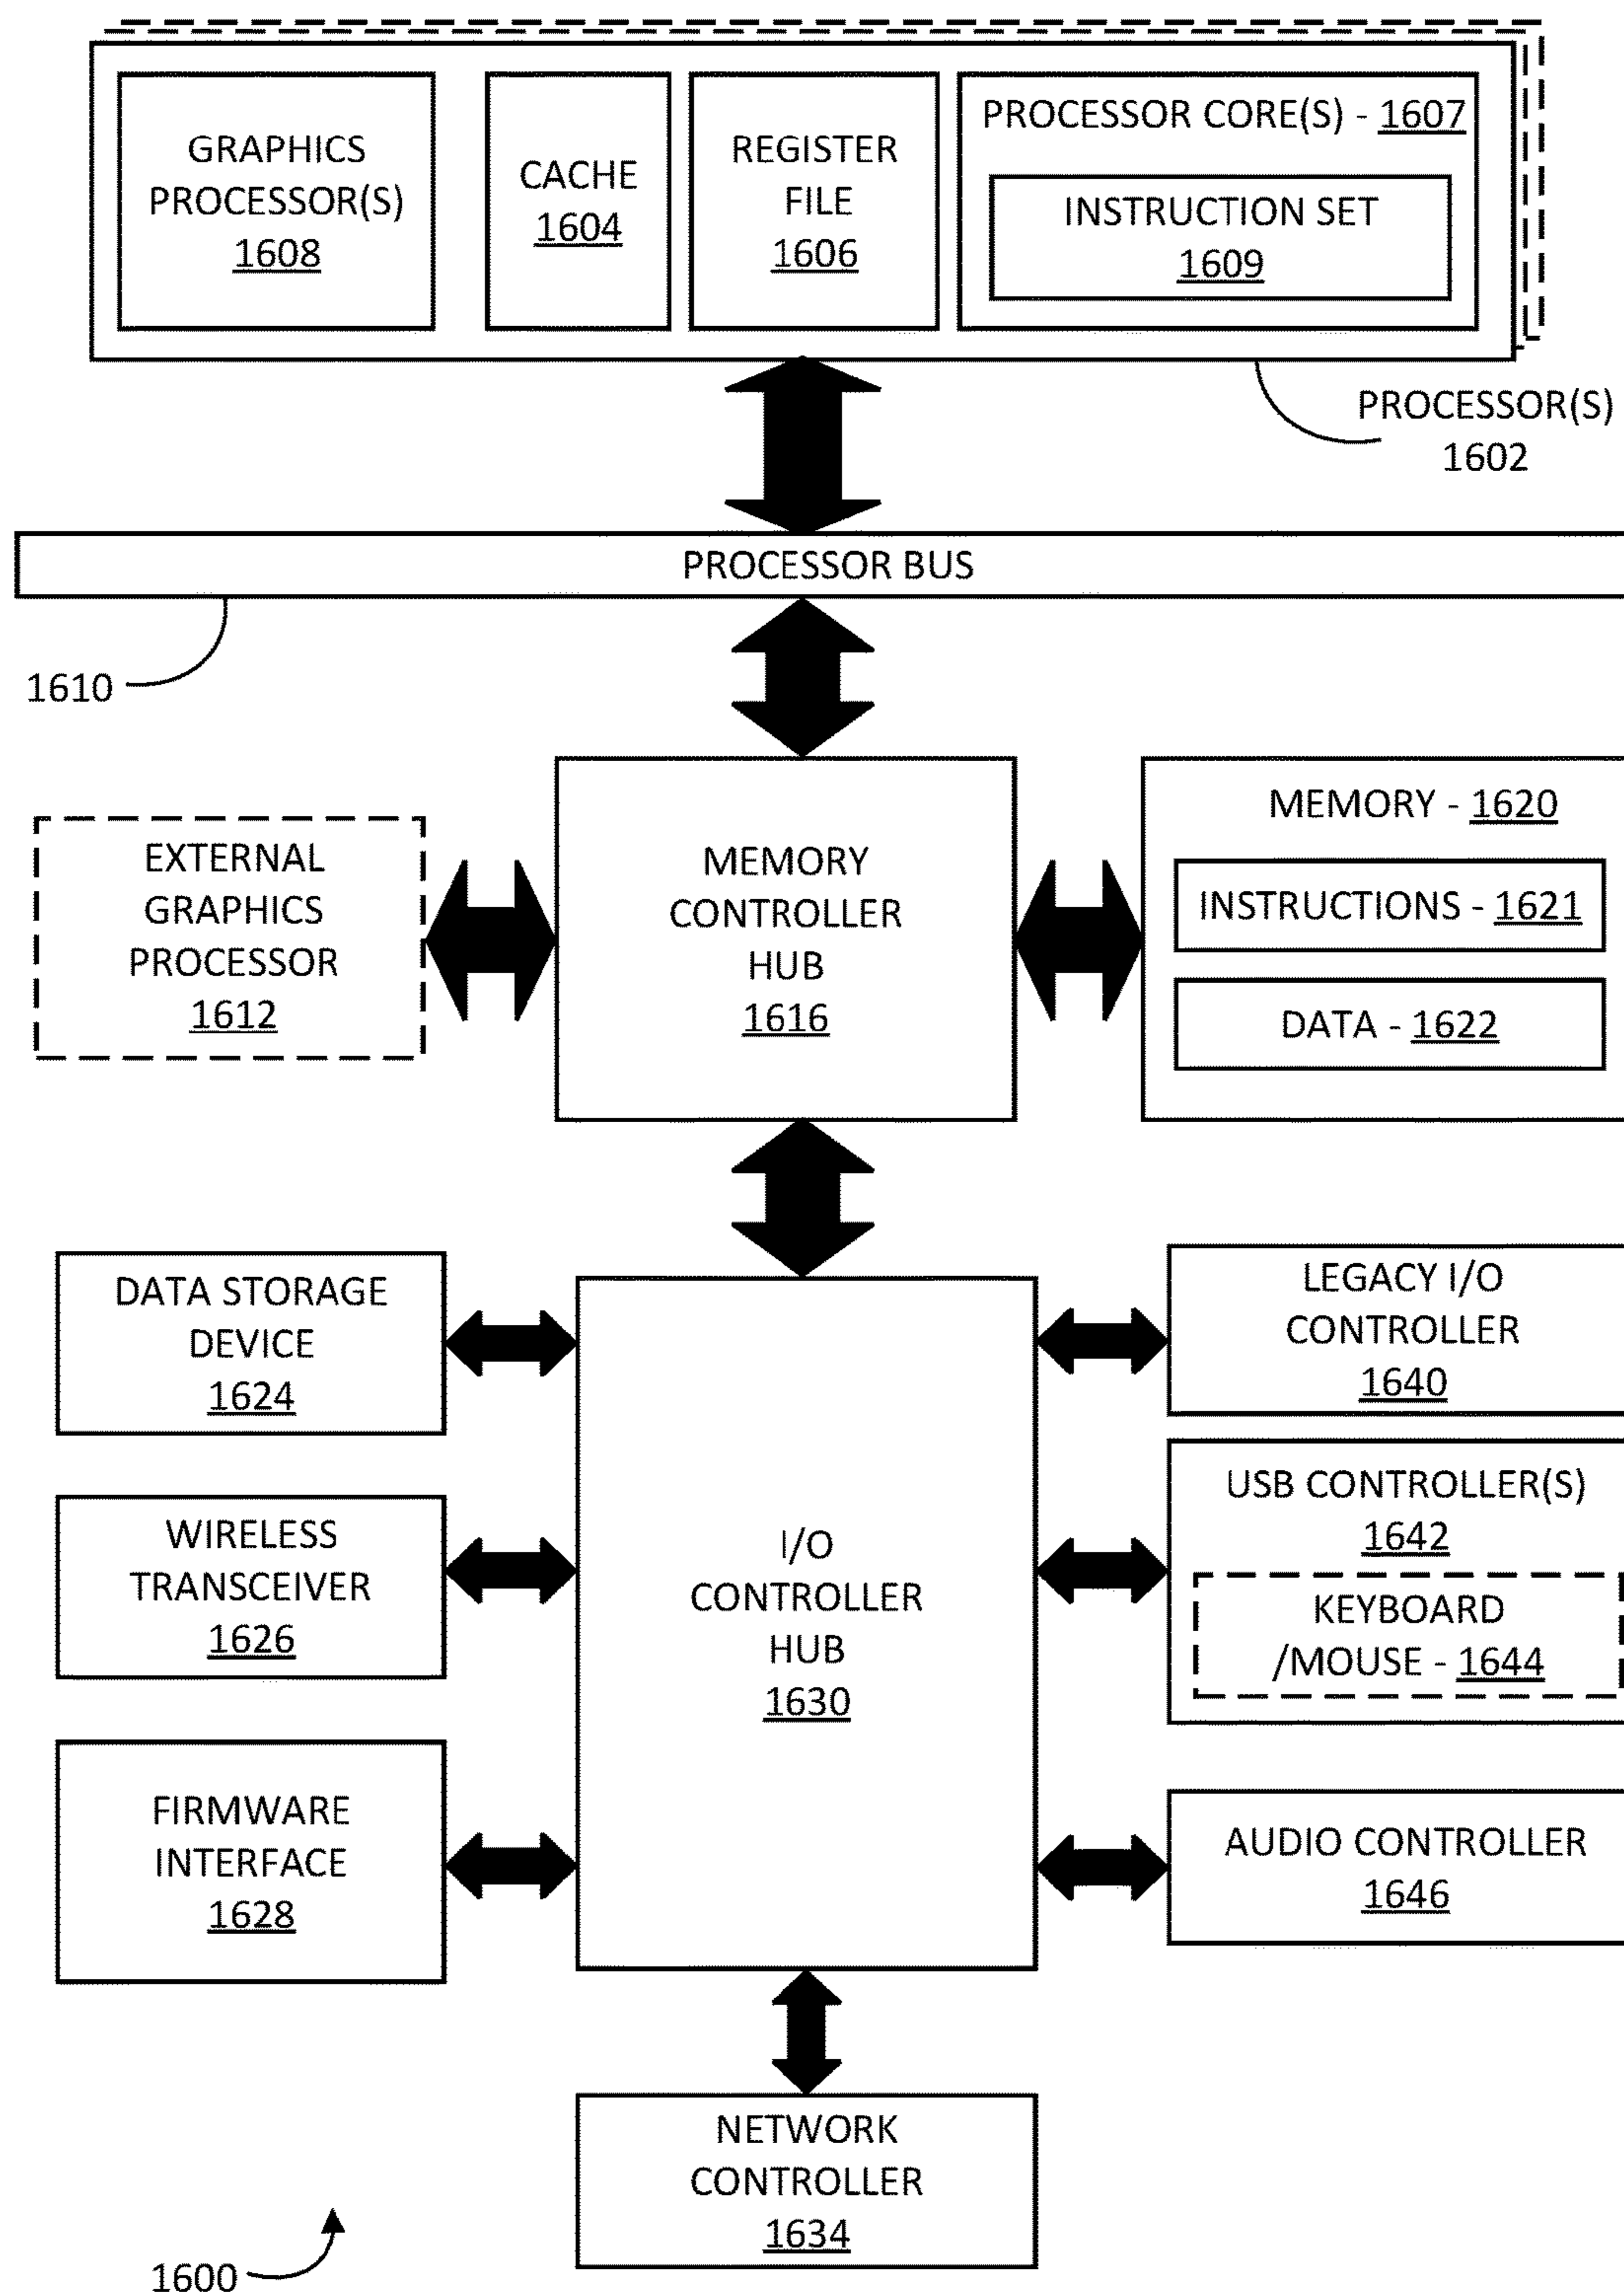 GRAPHICS
PROCESSOR(S)
1608
CACHE
1604
REGISTER
FILE
1606
PROCESSOR CORE(S) - 1607
INSTRUCTION SET
1609
PROCESSOR(S)
1602
PROCESSOR BUS
1610
EXTERNAL
GRAPHICS
PROCESSOR
1612
MEMORY
CONTROLLER
HUB
1616
MEMORY - 1620
INSTRUCTIONS - 1621
DATA - 1622
DATA STORAGE
DEVICE
1624
WIRELESS
TRANSCEIVER
1626
FIRMWARE
INTERFACE
1628
I/O
CONTROLLER
HUB
1630
LEGACY I/O
CONTROLLER
1640
USB CONTROLLER(S)
1642
KEYBOARD
/MOUSE - 1644
AUDIO CONTROLLER
1646
NETWORK
CONTROLLER
1634
1600